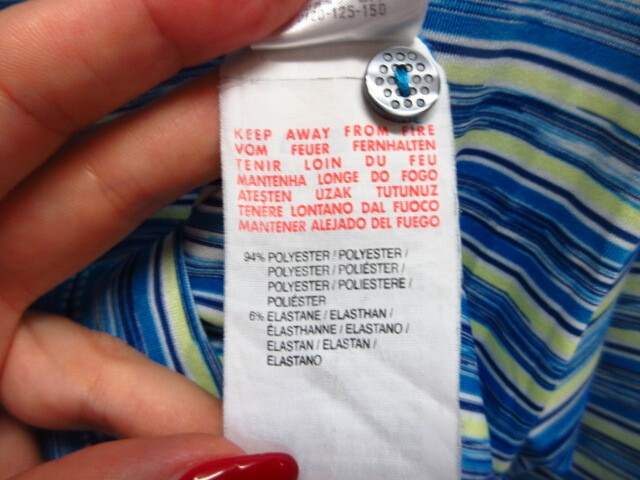 -125-150
KEEP AWAY FROM FIRE
VOM FEUER FERNHALTEN
TENIR LOIN DU FEU
MANTENHA LONGE DO FOGO
ATEŞTEN UZAK TUTUNUZ
TENERE LONTANO DAL FUOCO
MANTENER ALEJADO DEL FUEGO
94% POLYESTER / POLYESTER /
POLYESTER / POLIÉSTER /
POLYESTER / POLIESTERE /
POLIÉSTER
6% ELASTANE / ELASTHAN /
ÉLASTHANNE / ELASTANO /
ELASTAN / ELASTAN /
ELASTANO